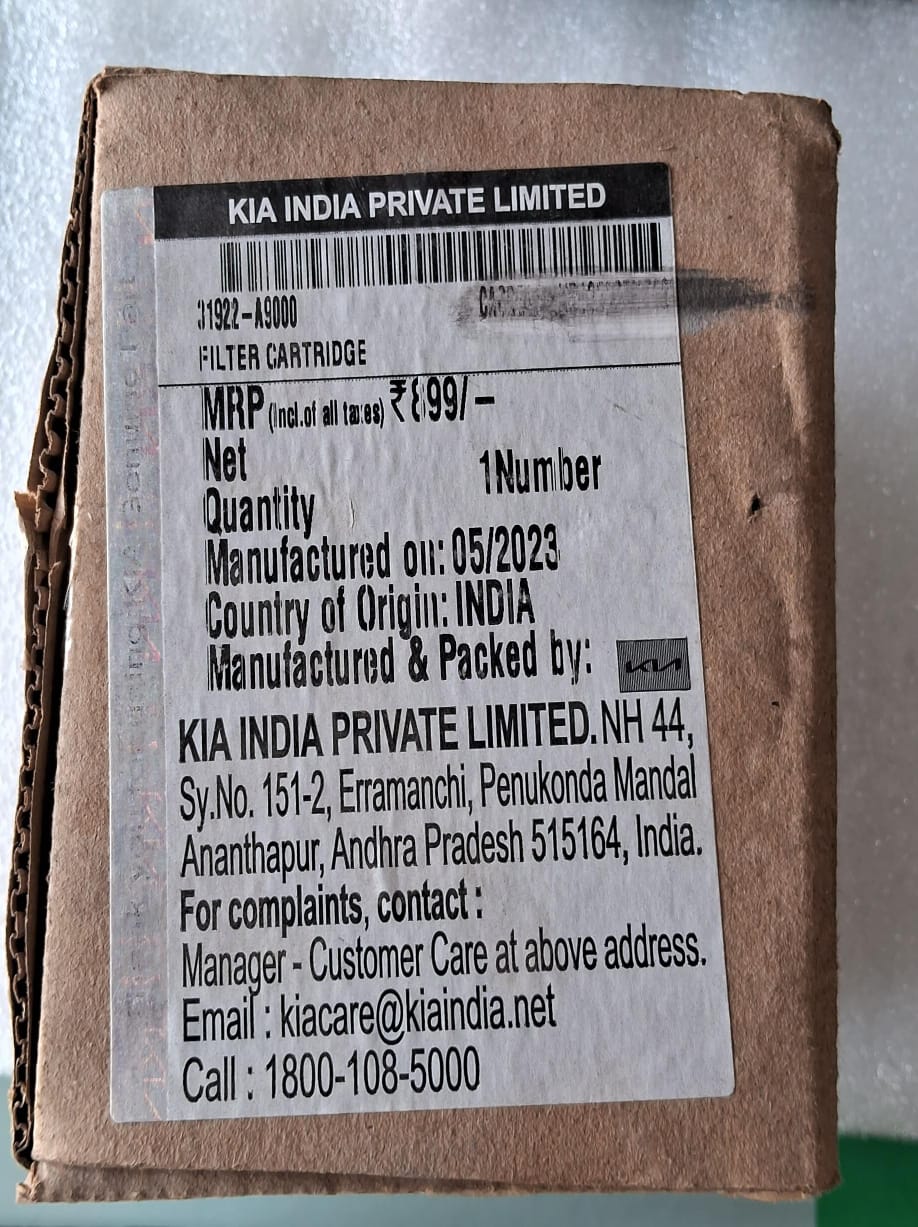 KIA INDIA PRIVATE LIMITED
31922-A9000
FILTER CARTRIDGE
MRP (Incl.of all taxes) ₹899/-
Net
Quantity 1Number
Manufactured on: 05/2023
Country of Origin: INDIA
Manufactured & Packed by: KIA
KIA INDIA PRIVATE LIMITED. NH 44,
Sy.No. 151-2, Erramanchi, Penukonda Mandal
Ananthapur, Andhra Pradesh 515164, India.
For complaints, contact :
Manager - Customer Care at above address.
Email : kiacare@kiaindia.net
Call : 1800-108-5000